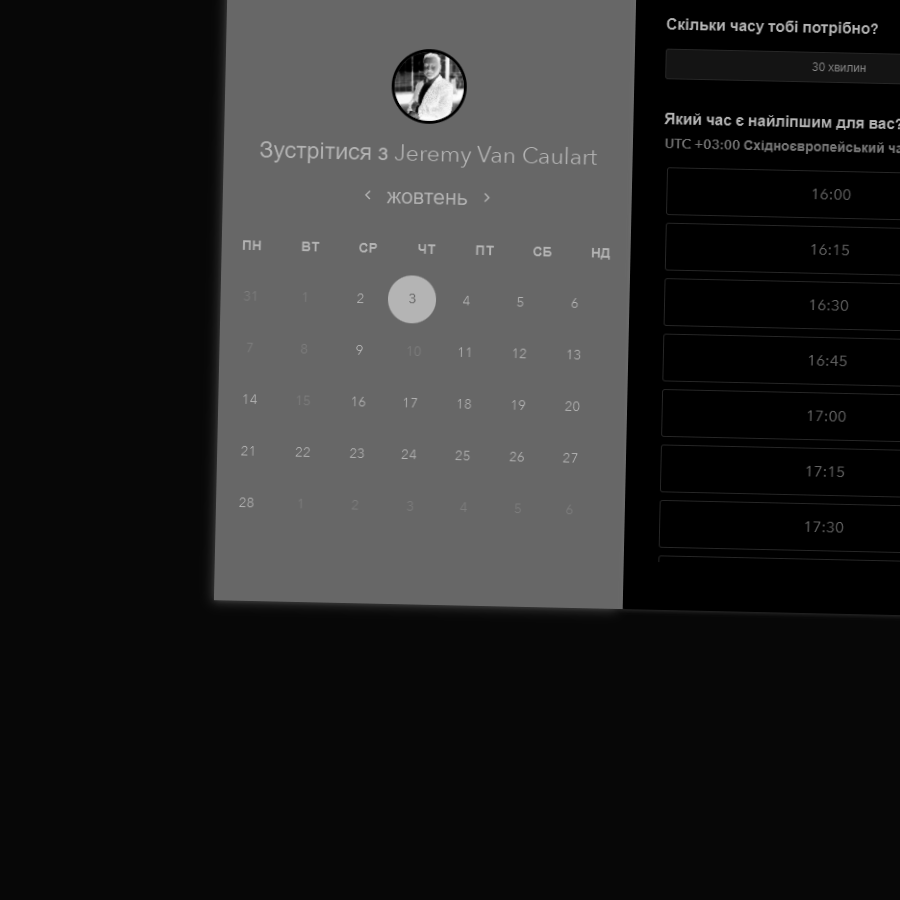 Зустрітися з Jeremy Van Caulart
жовтень
ПН ВТ СР ЧТ ПТ СБ НД
31 1 2 3 4 5 6
7 8 9 10 11 12 13
14 15 16 17 18 19 20
21 22 23 24 25 26 27
28 1 2 3 4 5 6
Скільки часу тобі потрібно?
30 хвилин
Який час є найліпшим для вас?
UTC +03:00 Східноєвропейський
16:00
16:15
16:30
16:45
17:00
17:15
17:30